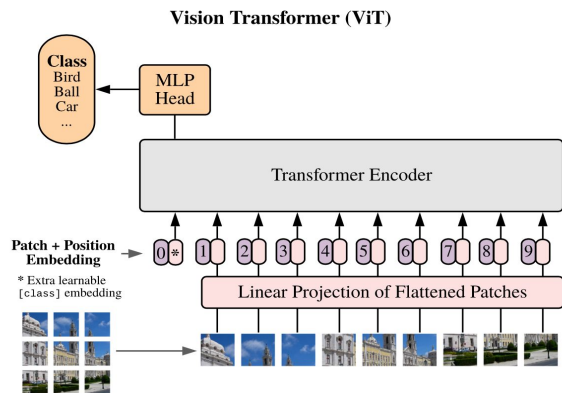 Vision Transformer (ViT)
Class
Bird
Ball
Car
...
MLP
Head
Transformer Encoder
Patch + Position
Embedding
0 * 1 2 3 4 5 6 7 8 9
* Extra learnable
[class] embedding
Linear Projection of Flattened Patches